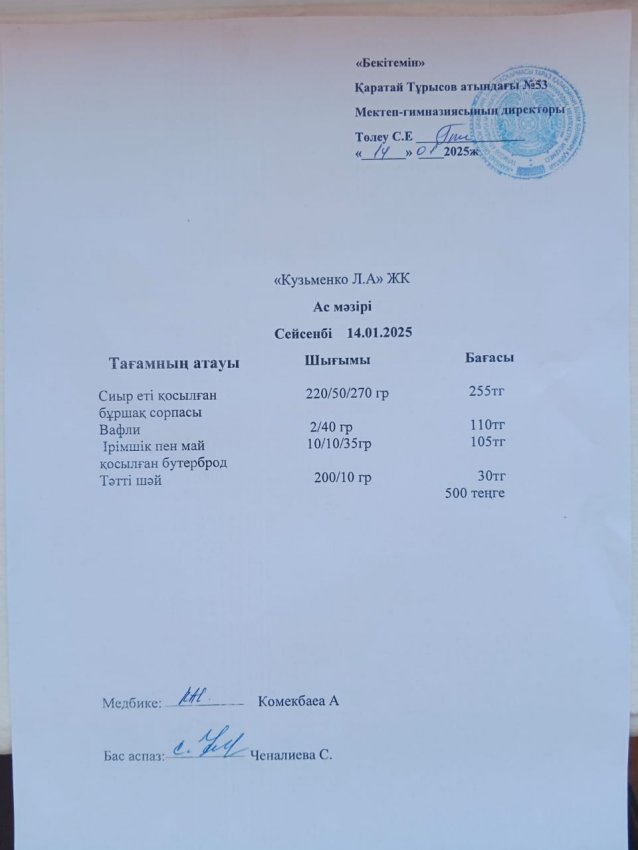 «Бекітемін»
Қаратай Тұрысов атындағы №53
Мектеп-гимназиясының директоры
Төлеу С.Е
« 14 » 01 2025ж
«Кузьменко Л.А» ЖК
Ас мәзірі
Сейсенбі 14.01.2025
Тағамның атауы Шығымы Бағасы
Сиыр еті қосылған 220/50/270 гр 255тг
бұршақ сорпасы
Вафли 2/40 гр 110тг
Ірімшік пен май 10/10/35гр 105тг
қосылған бутерброд
Тәтті шәй 200/10 гр 30тг
500 теңге
Медбике: Комекбаеа А
Бас аспаз: Ченалиева С.